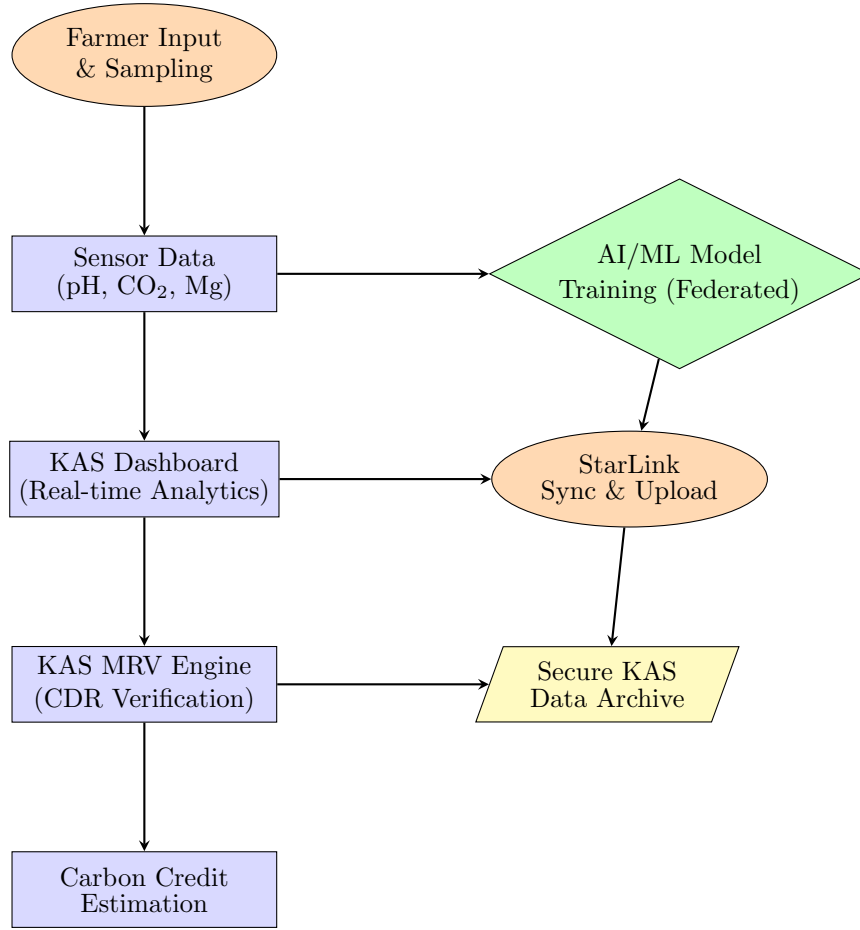 Farmer Input
& Sampling
Sensor Data
(pH, CO₂, Mg)
AI/ML Model
Training (Federated)
KAS Dashboard
(Real-time Analytics)
StarLink
Sync & Upload
KAS MRV Engine
(CDR Verification)
Secure KAS
Data Archive
Carbon Credit
Estimation